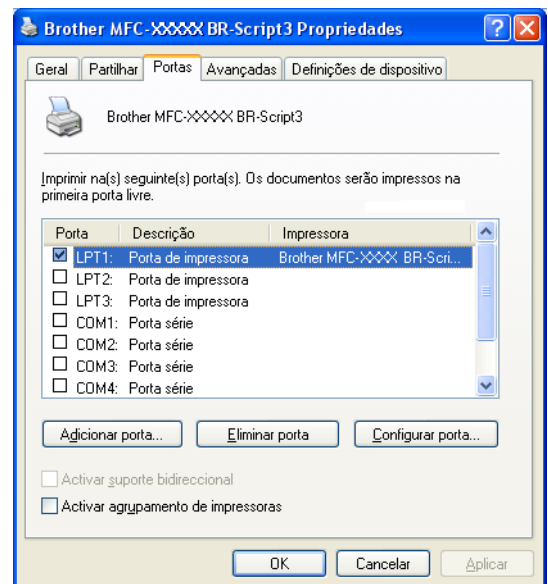 Brother MFC-XXXXX BR-Script3 Propriedades
Geral Partilhar Portas Avançadas Definições de dispositivo
Brother MFC-XXXXX BR-Script3
Imprimir na(s) seguinte(s) porta(s). Os documentos serão impressos na
primeira porta livre.
Porta Descrição Impressora
LPT1: Porta de impressora Brother MFC-XXXX BR-Scri...
LPT2: Porta de impressora
LPT3: Porta de impressora
COM1: Porta série
COM2: Porta série
COM3: Porta série
COM4: Porta série
Adicionar porta... Eliminar porta Configurar porta...
Activar suporte bidireccional
Activar agrupamento de impressoras
OK Cancelar Aplicar